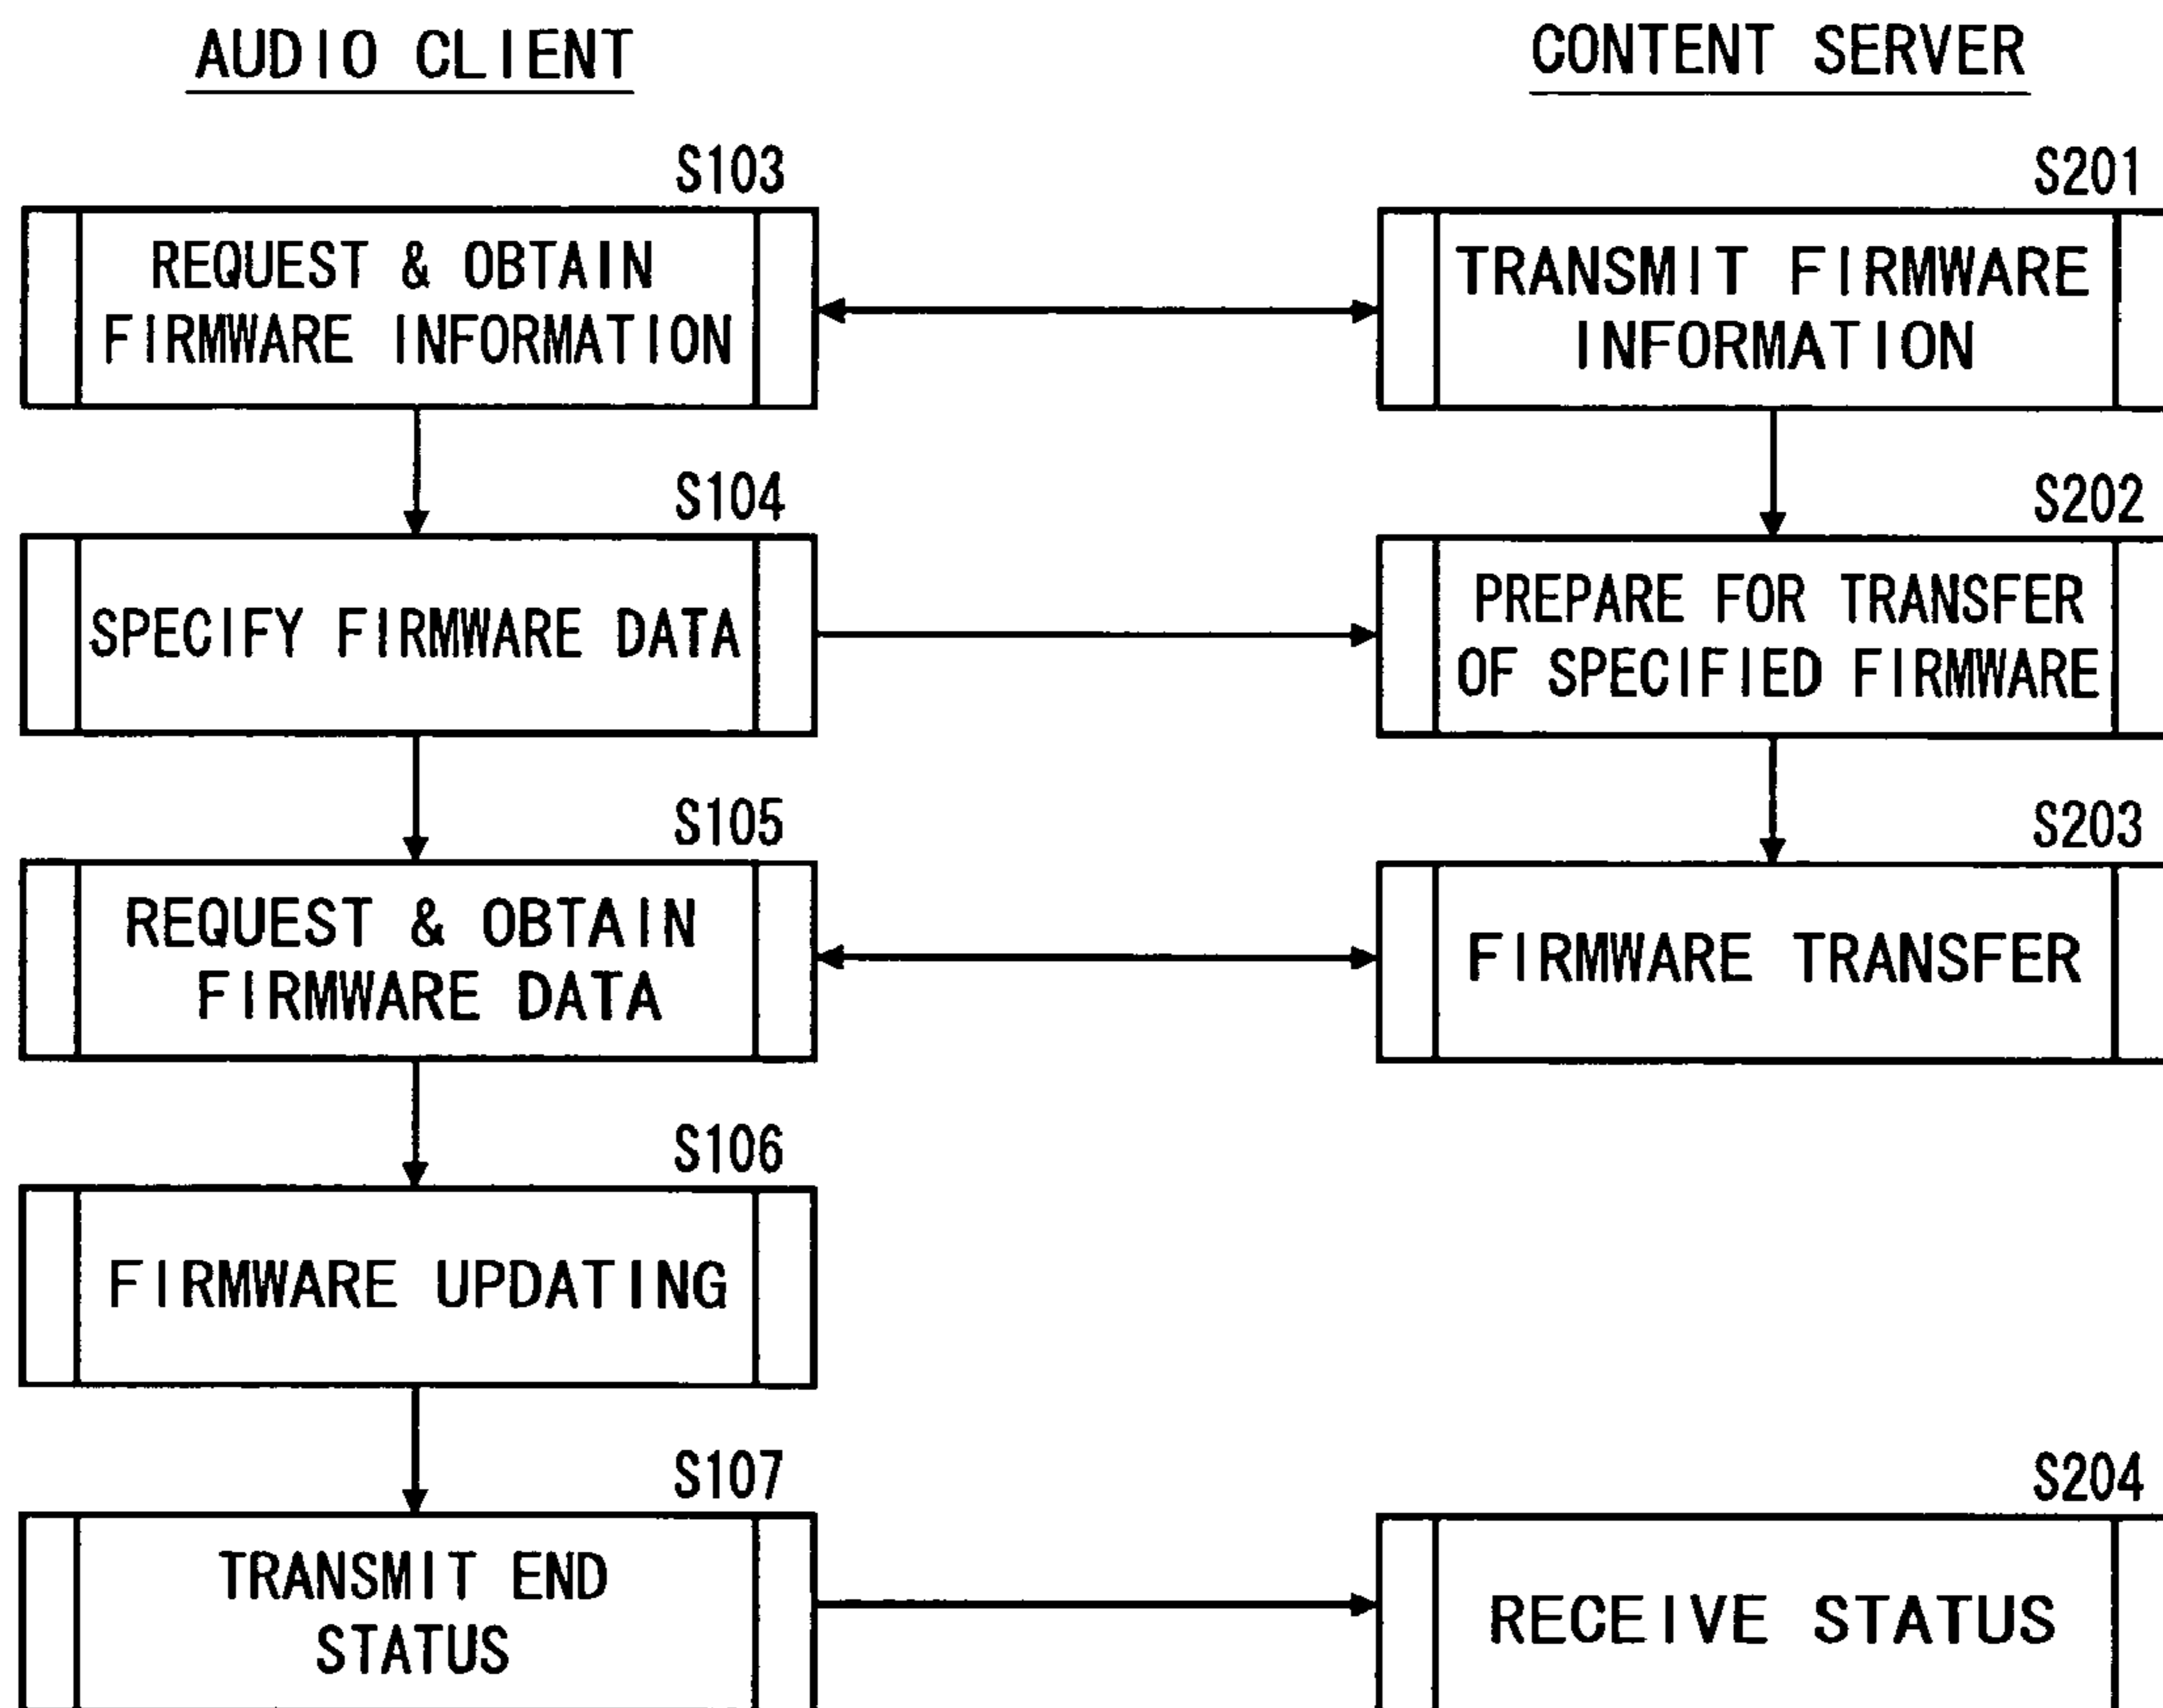 AUDIO CLIENT
CONTENT SERVER
S103
REQUEST & OBTAIN
FIRMWARE INFORMATION
S201
TRANSMIT FIRMWARE
INFORMATION
S104
SPECIFY FIRMWARE DATA
S202
PREPARE FOR TRANSFER
OF SPECIFIED FIRMWARE
S105
REQUEST & OBTAIN
FIRMWARE DATA
S203
FIRMWARE TRANSFER
S106
FIRMWARE UPDATING
S107
TRANSMIT END
STATUS
S204
RECEIVE STATUS